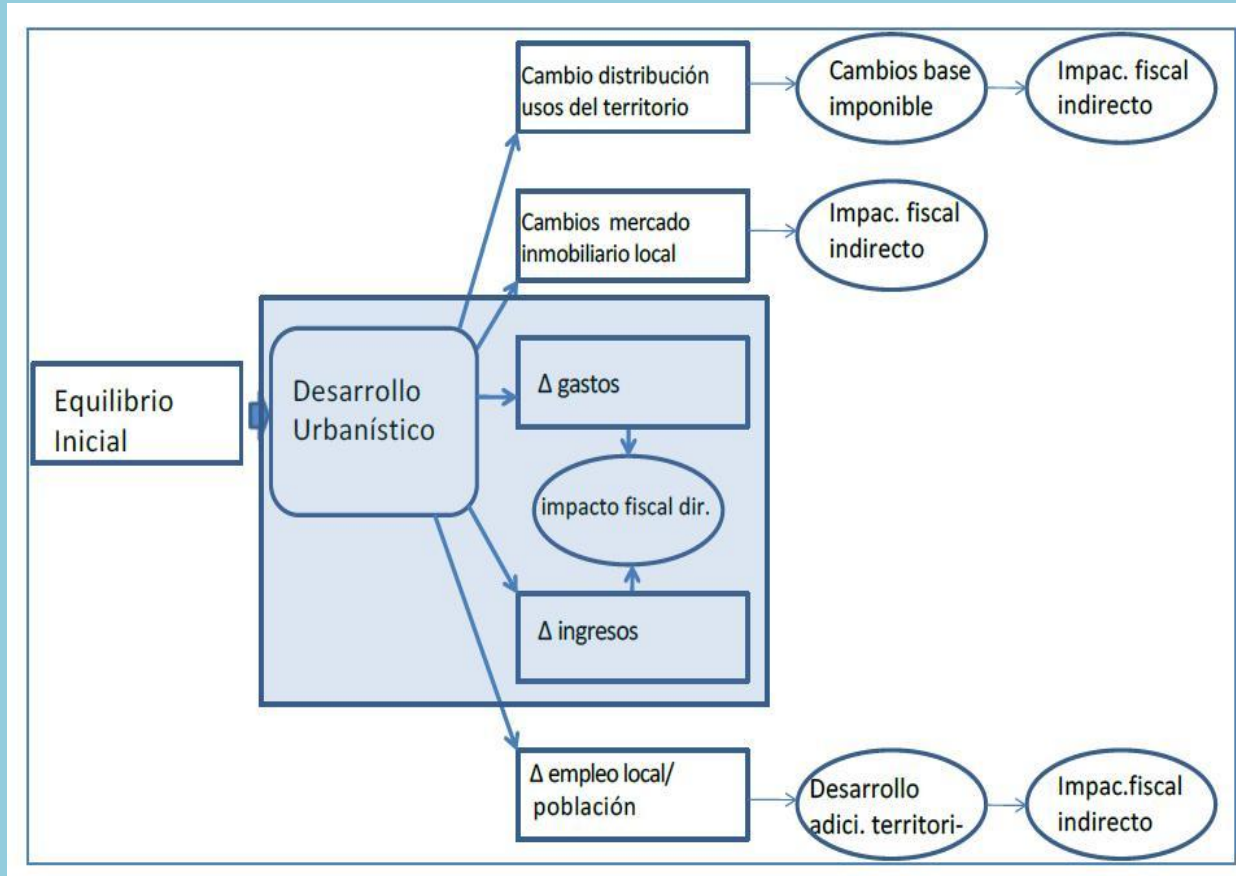 Cambio distribución
usos del territorio
Cambios base
imponible
Impac. fiscal
indirecto
Cambios mercado
inmobiliario local
Impac. fiscal
indirecto
Equilibrio
Inicial
Desarrollo
Urbanístico
Δ gastos
impacto fiscal dir.
Δ ingresos
Δ empleo local/
población
Desarrollo
adici. territori-
Impac.fiscal
indirecto